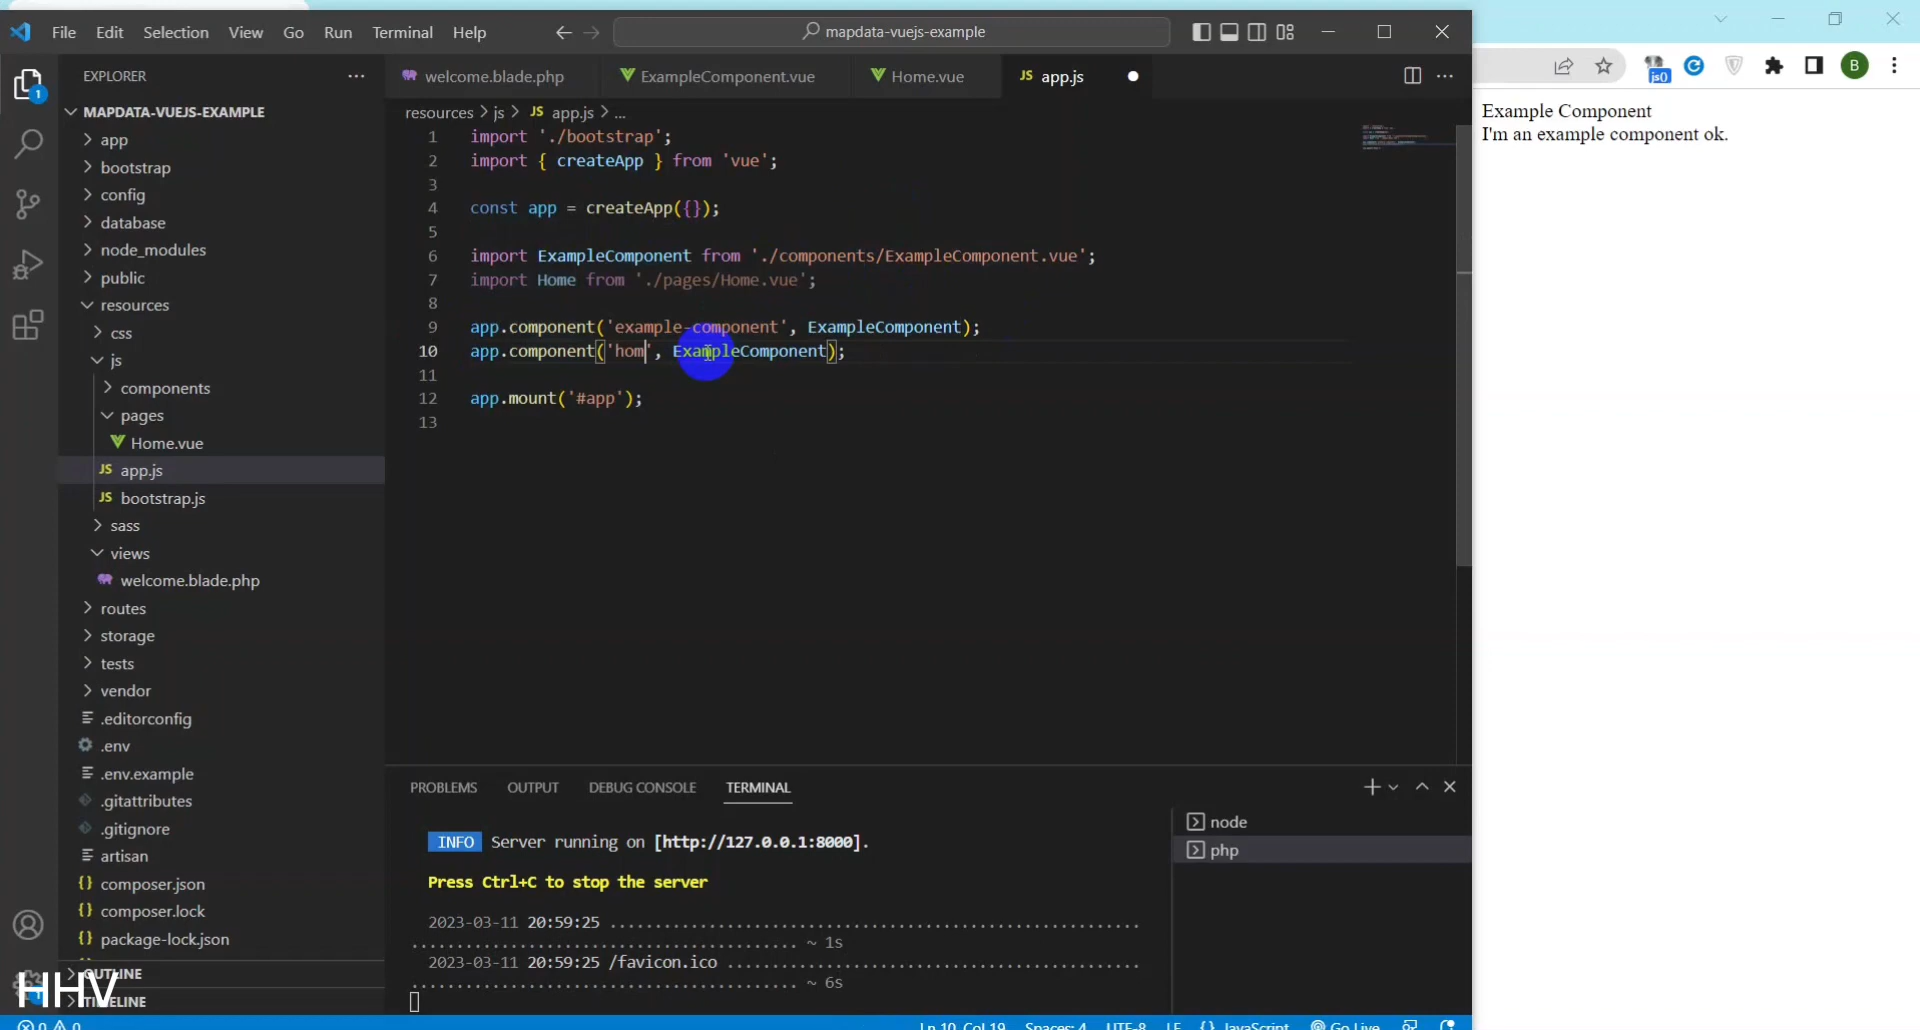 File Edit Selection View Go Run Terminal Help
mapdata-vuejs-example
EXPLORER
MAPDATA-VUEJS-EXAMPLE
app
bootstrap
config
database
node_modules
public
resources
css
js
components
pages
Home.vue
JS app.js
JS bootstrap.js
sass
views
welcome.blade.php
routes
storage
tests
vendor
.editorconfig
.env
.env.example
.gitattributes
.gitignore
artisan
{} composer.json
{} composer.lock
{} package-lock.json
OUTLINE
TIMELINE
HHV
welcome.blade.php ExampleComponent.vue Home.vue JS app.js
resources > js > JS app.js > ...
1 import './bootstrap';
2 import { createApp } from 'vue';
3
4 const app = createApp({});
5
6 import ExampleComponent from './components/ExampleComponent.vue';
7 import Home from './pages/Home.vue';
8
9 app.component('example-component', ExampleComponent);
10 app.component('hom', ExampleComponent);
11
12 app.mount('#app');
13
PROBLEMS OUTPUT DEBUG CONSOLE TERMINAL
INFO Server running on [http://127.0.0.1:8000].
Press Ctrl+C to stop the server
2023-03-11 20:59:25 ........................................................
.......................................... ~ 1s
2023-03-11 20:59:25 /favicon.ico ...........................................
.......................................... ~ 6s
node
php
0 0
Ln 10, Col 19 Spaces: 4 UTF-8 LF {} JavaScript Go Live
1
1
js()
B
Example Component
I'm an example component ok.